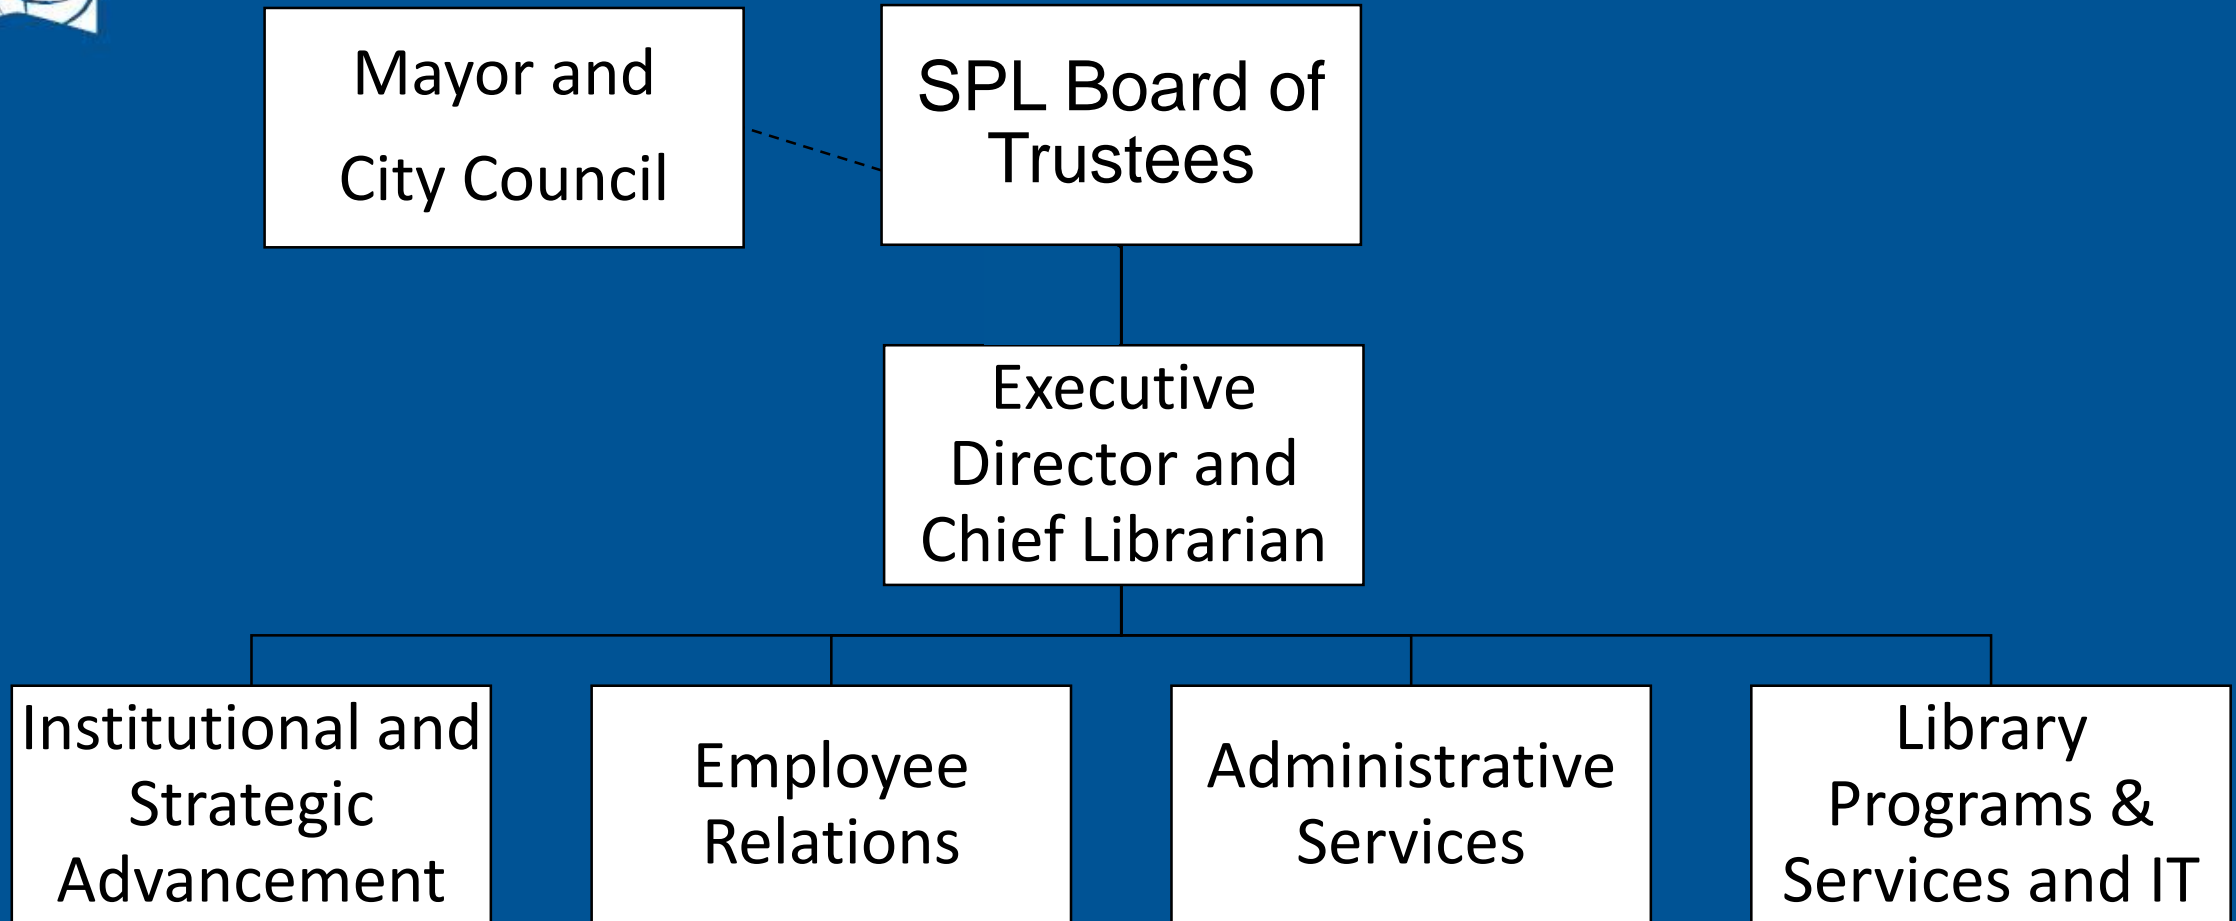 Mayor and
City Council
SPL Board of
Trustees
Executive
Director and
Chief Librarian
Institutional and
Strategic
Advancement
Employee
Relations
Administrative
Services
Library
Programs &
Services and IT